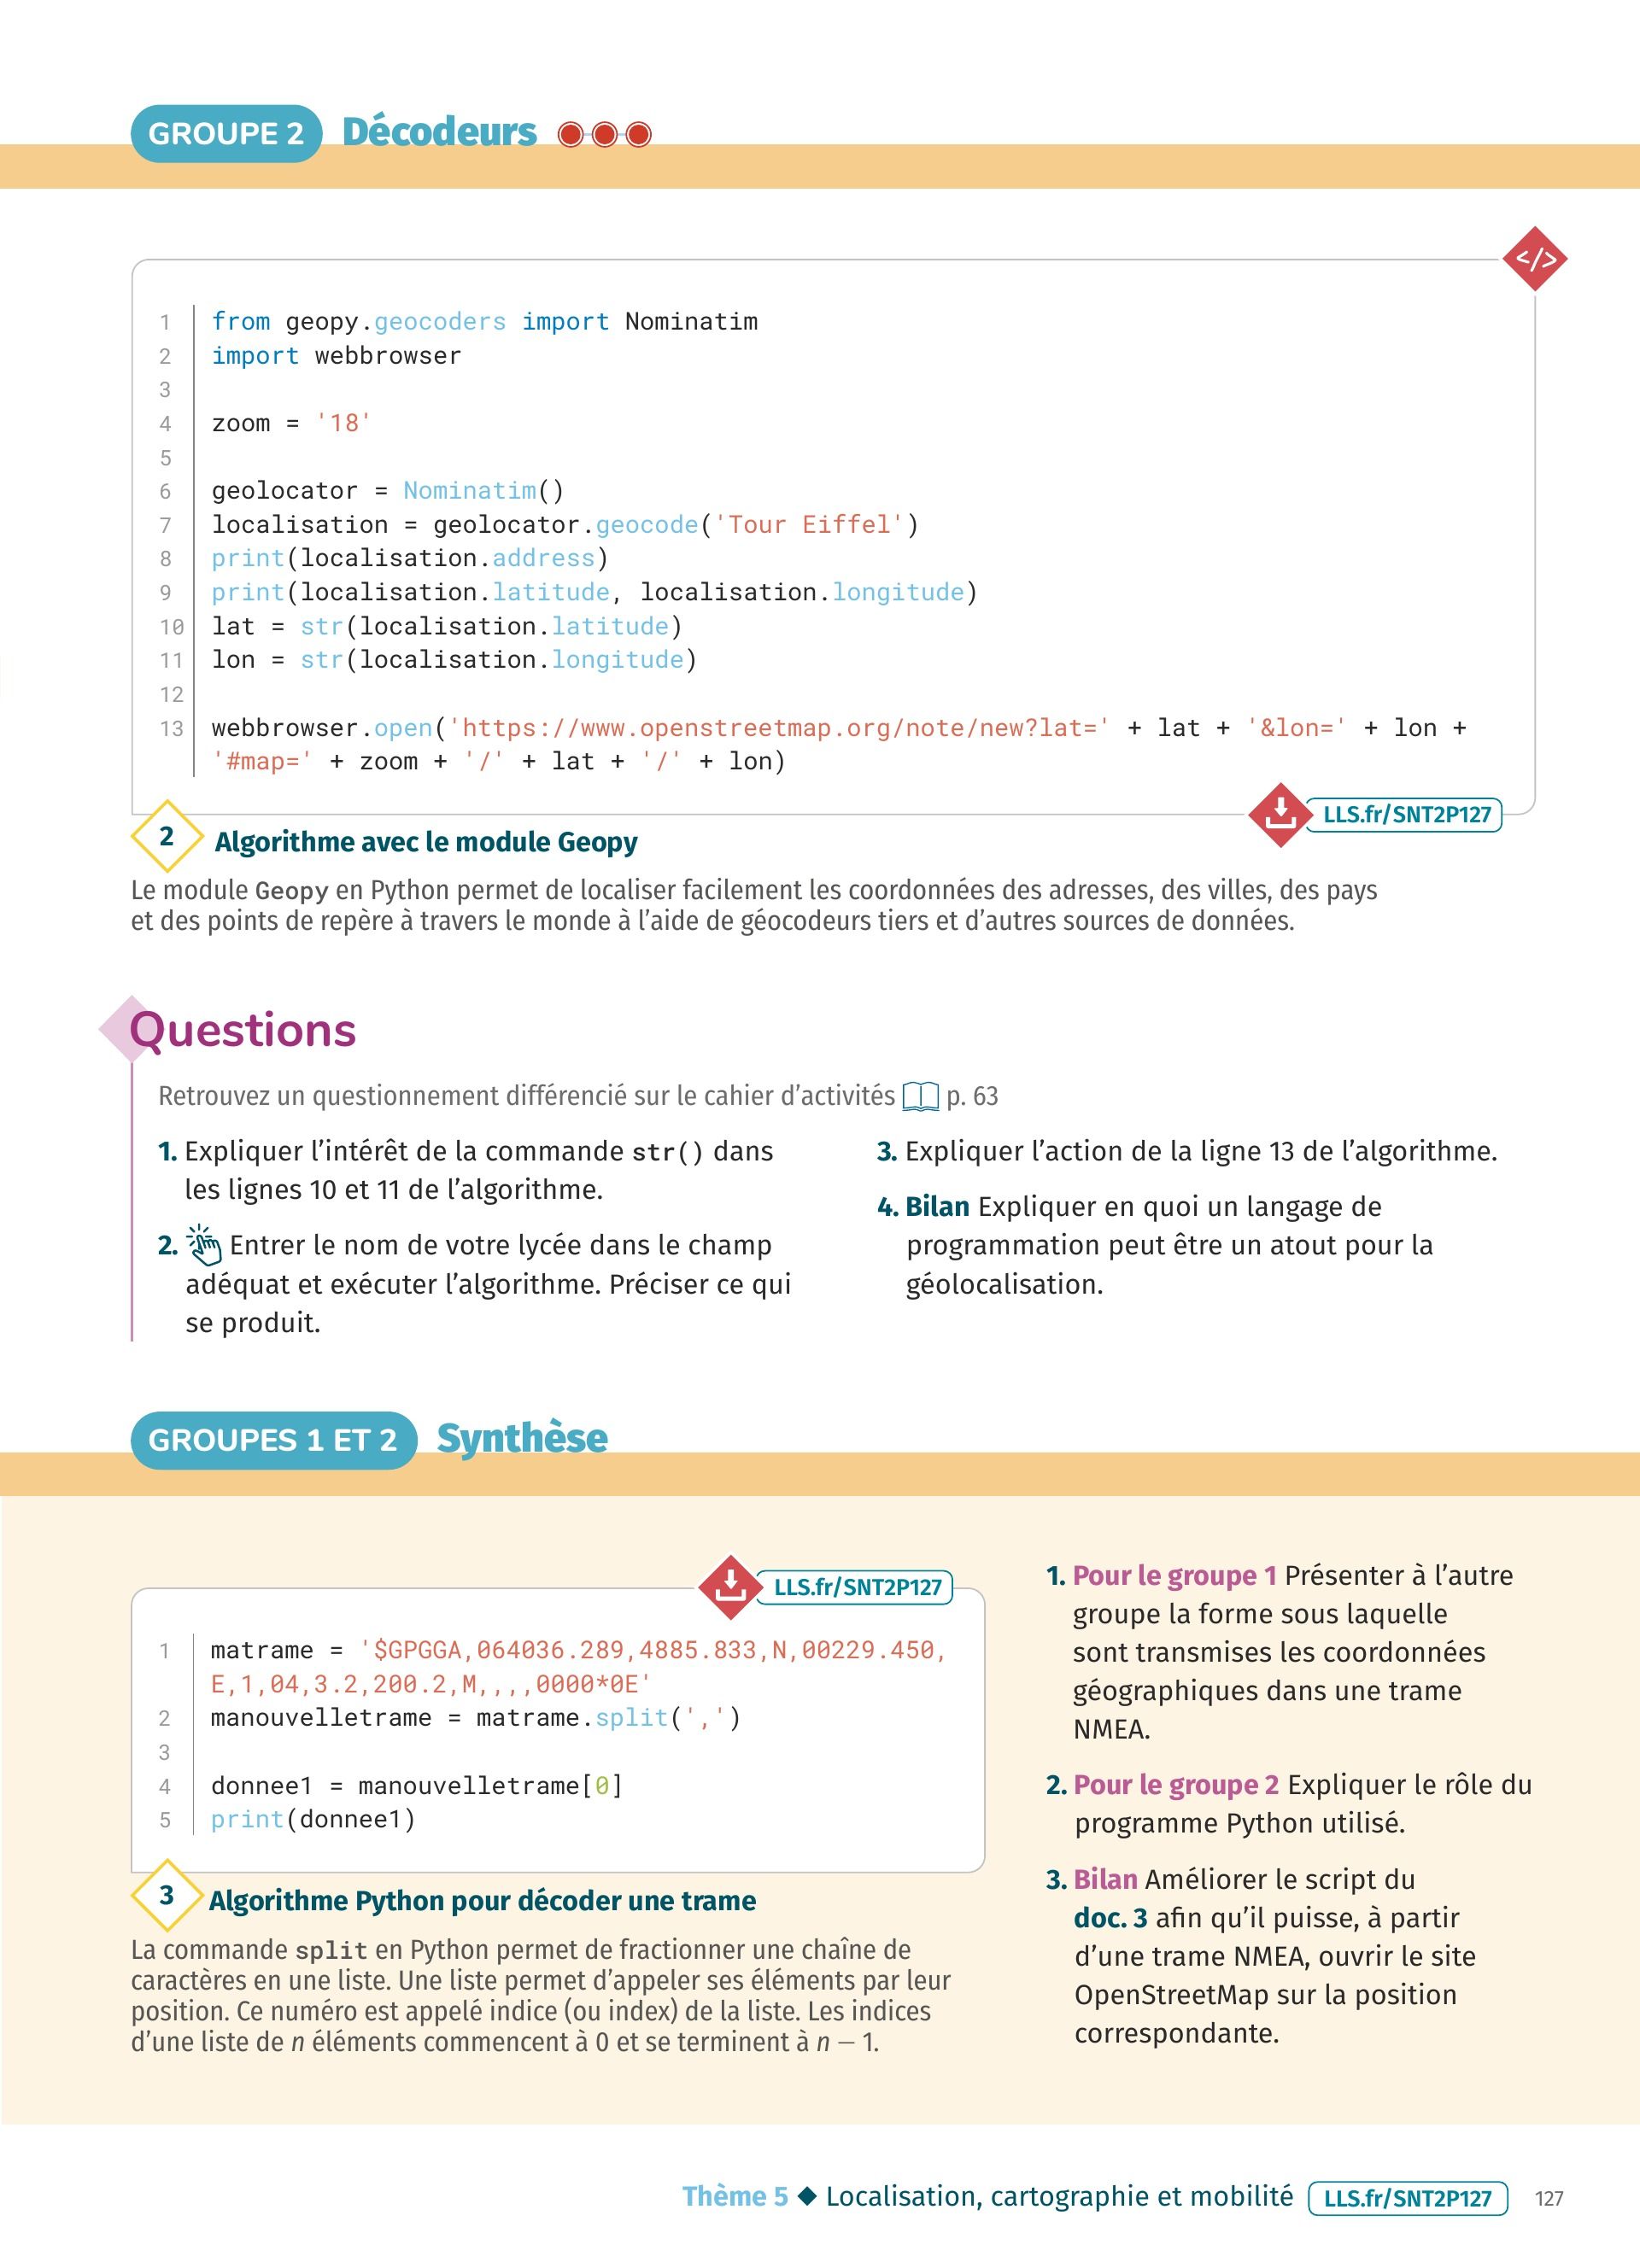 GROUPE 2 Décodeurs
</>
1 from geopy.geocoders import Nominatim
2 import webbrowser
3
4 zoom = '18'
5
6 geolocator = Nominatim()
7 localisation = geolocator.geocode('Tour Eiffel')
8 print(localisation.address)
9 print(localisation.latitude, localisation.longitude)
10 lat = str(localisation.latitude)
11 lon = str(localisation.longitude)
12
13 webbrowser.open('https://www.openstreetmap.org/note/new?lat=' + lat + '&lon=' + lon +
'#map=' + zoom + '/' + lat + '/' + lon)
LLS.fr/SNT2P127
2 Algorithme avec le module Geopy
Le module Geopy en Python permet de localiser facilement les coordonnées des adresses, des villes, des pays
et des points de repère à travers le monde à l'aide de géocodeurs tiers et d'autres sources de données.
Questions
Retrouvez un questionnement différencié sur le cahier d'activités p. 63
1. Expliquer l'intérêt de la commande str() dans
les lignes 10 et 11 de l'algorithme.
2. Entrer le nom de votre lycée dans le champ
adéquat et exécuter l'algorithme. Préciser ce qui
se produit.
3. Expliquer l'action de la ligne 13 de l'algorithme.
4. Bilan Expliquer en quoi un langage de
programmation peut être un atout pour la
géolocalisation.
GROUPES 1 ET 2 Synthèse
LLS.fr/SNT2P127
1 matrame = '$GPGGA,064036.289,4885.833,N,00229.450,
E,1,04,3.2,200.2,M,,,,0000*0E'
2 manouvelletrame = matrame.split(',')
3
4 donnee1 = manouvelletrame[0]
5 print(donnee1)
3 Algorithme Python pour décoder une trame
La commande split en Python permet de fractionner une chaîne de
caractères en une liste. Une liste permet d'appeler ses éléments par leur
position. Ce numéro est appelé indice (ou index) de la liste. Les indices
d'une liste de n éléments commencent à 0 et se terminent à n – 1.
1. Pour le groupe 1 Présenter à l'autre
groupe la forme sous laquelle
sont transmises les coordonnées
géographiques dans une trame
NMEA.
2. Pour le groupe 2 Expliquer le rôle du
programme Python utilisé.
3. Bilan Améliorer le script du
doc. 3 afin qu'il puisse, à partir
d'une trame NMEA, ouvrir le site
OpenStreetMap sur la position
correspondante.
Thème 5 ◆ Localisation, cartographie et mobilité LLS.fr/SNT2P127 127